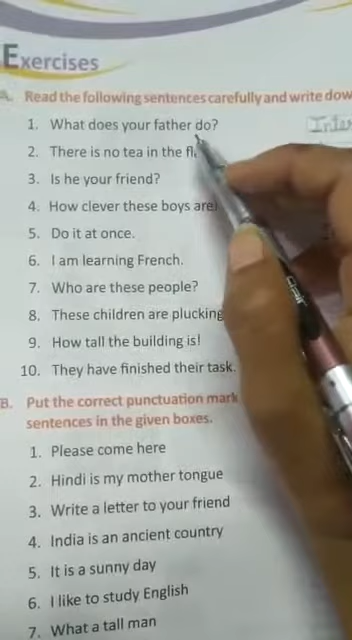 Exercises
A. Read the following sentences carefully and write dow
1. What does your father do?
2. There is no tea in the
3. Is he your friend?
4. How clever these boys are!
5. Do it at once.
6. I am learning French.
7. Who are these people?
8. These children are plucking
9. How tall the building is!
10. They have finished their task.
B. Put the correct punctuation mark
sentences in the given boxes.
1. Please come here
2. Hindi is my mother tongue
3. Write a letter to your friend
4. India is an ancient country
5. It is a sunny day
6. I like to study English
7. What a tall man